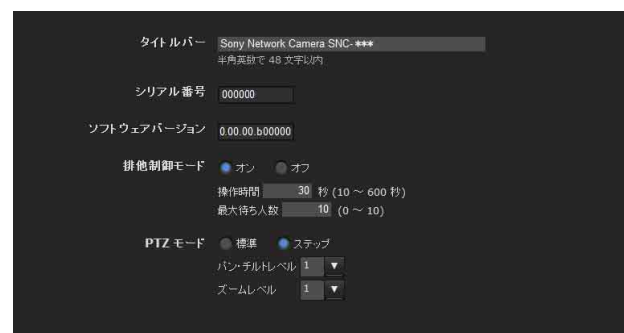 タイトルバー Sony Network Camera SNC-***
半角英数で 48 文字以内
シリアル番号 000000
ソフトウェアバージョン 0.00.00.b00000
排他制御モード オン オフ
操作時間 30 秒 (10 ～ 600 秒)
最大待ち人数 10 (0 ～ 10)
PTZ モード 標準 ステップ
パン・チルトレベル 1
ズームレベル 1